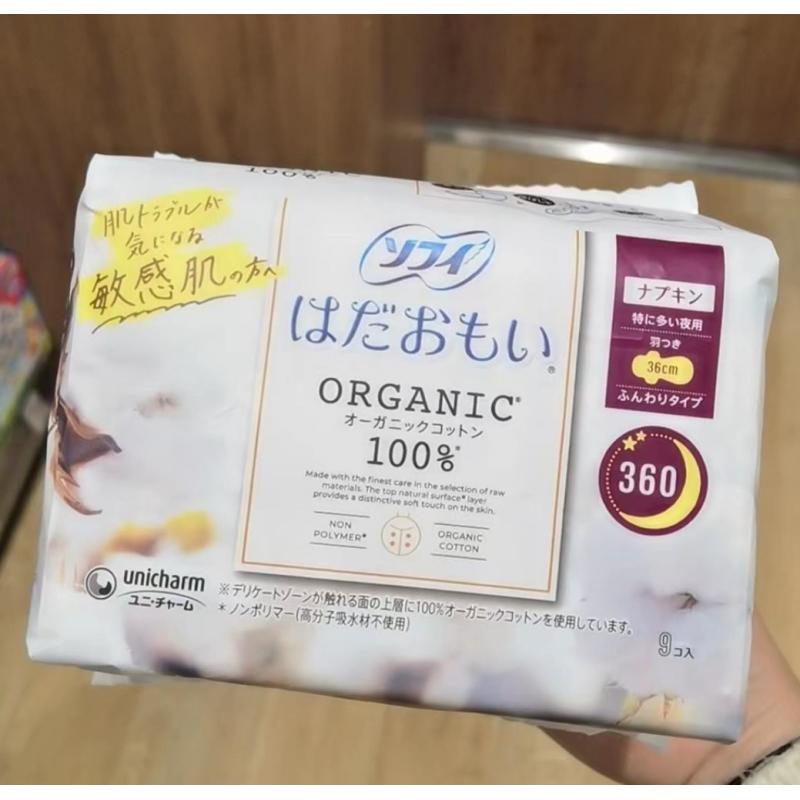 100%
肌トラブルが
気になる
敏感肌の方へ
ソフィ
はだおもい®
ORGANIC*
オーガニックコットン
100%*
Made with the finest care in the selection of raw
materials. The top natural surface* layer
provides a distinctive soft touch on the skin.
NON
POLYMER*
ORGANIC
COTTON
ナプキン
特に多い夜用
羽つき
36cm
ふんわりタイプ
360
unicharm
ユニ・チャーム
※デリケートゾーンが触れる面の上層に100%オーガニックコットンを使用しています。
*ノンポリマー(高分子吸水材不使用)
9コ入